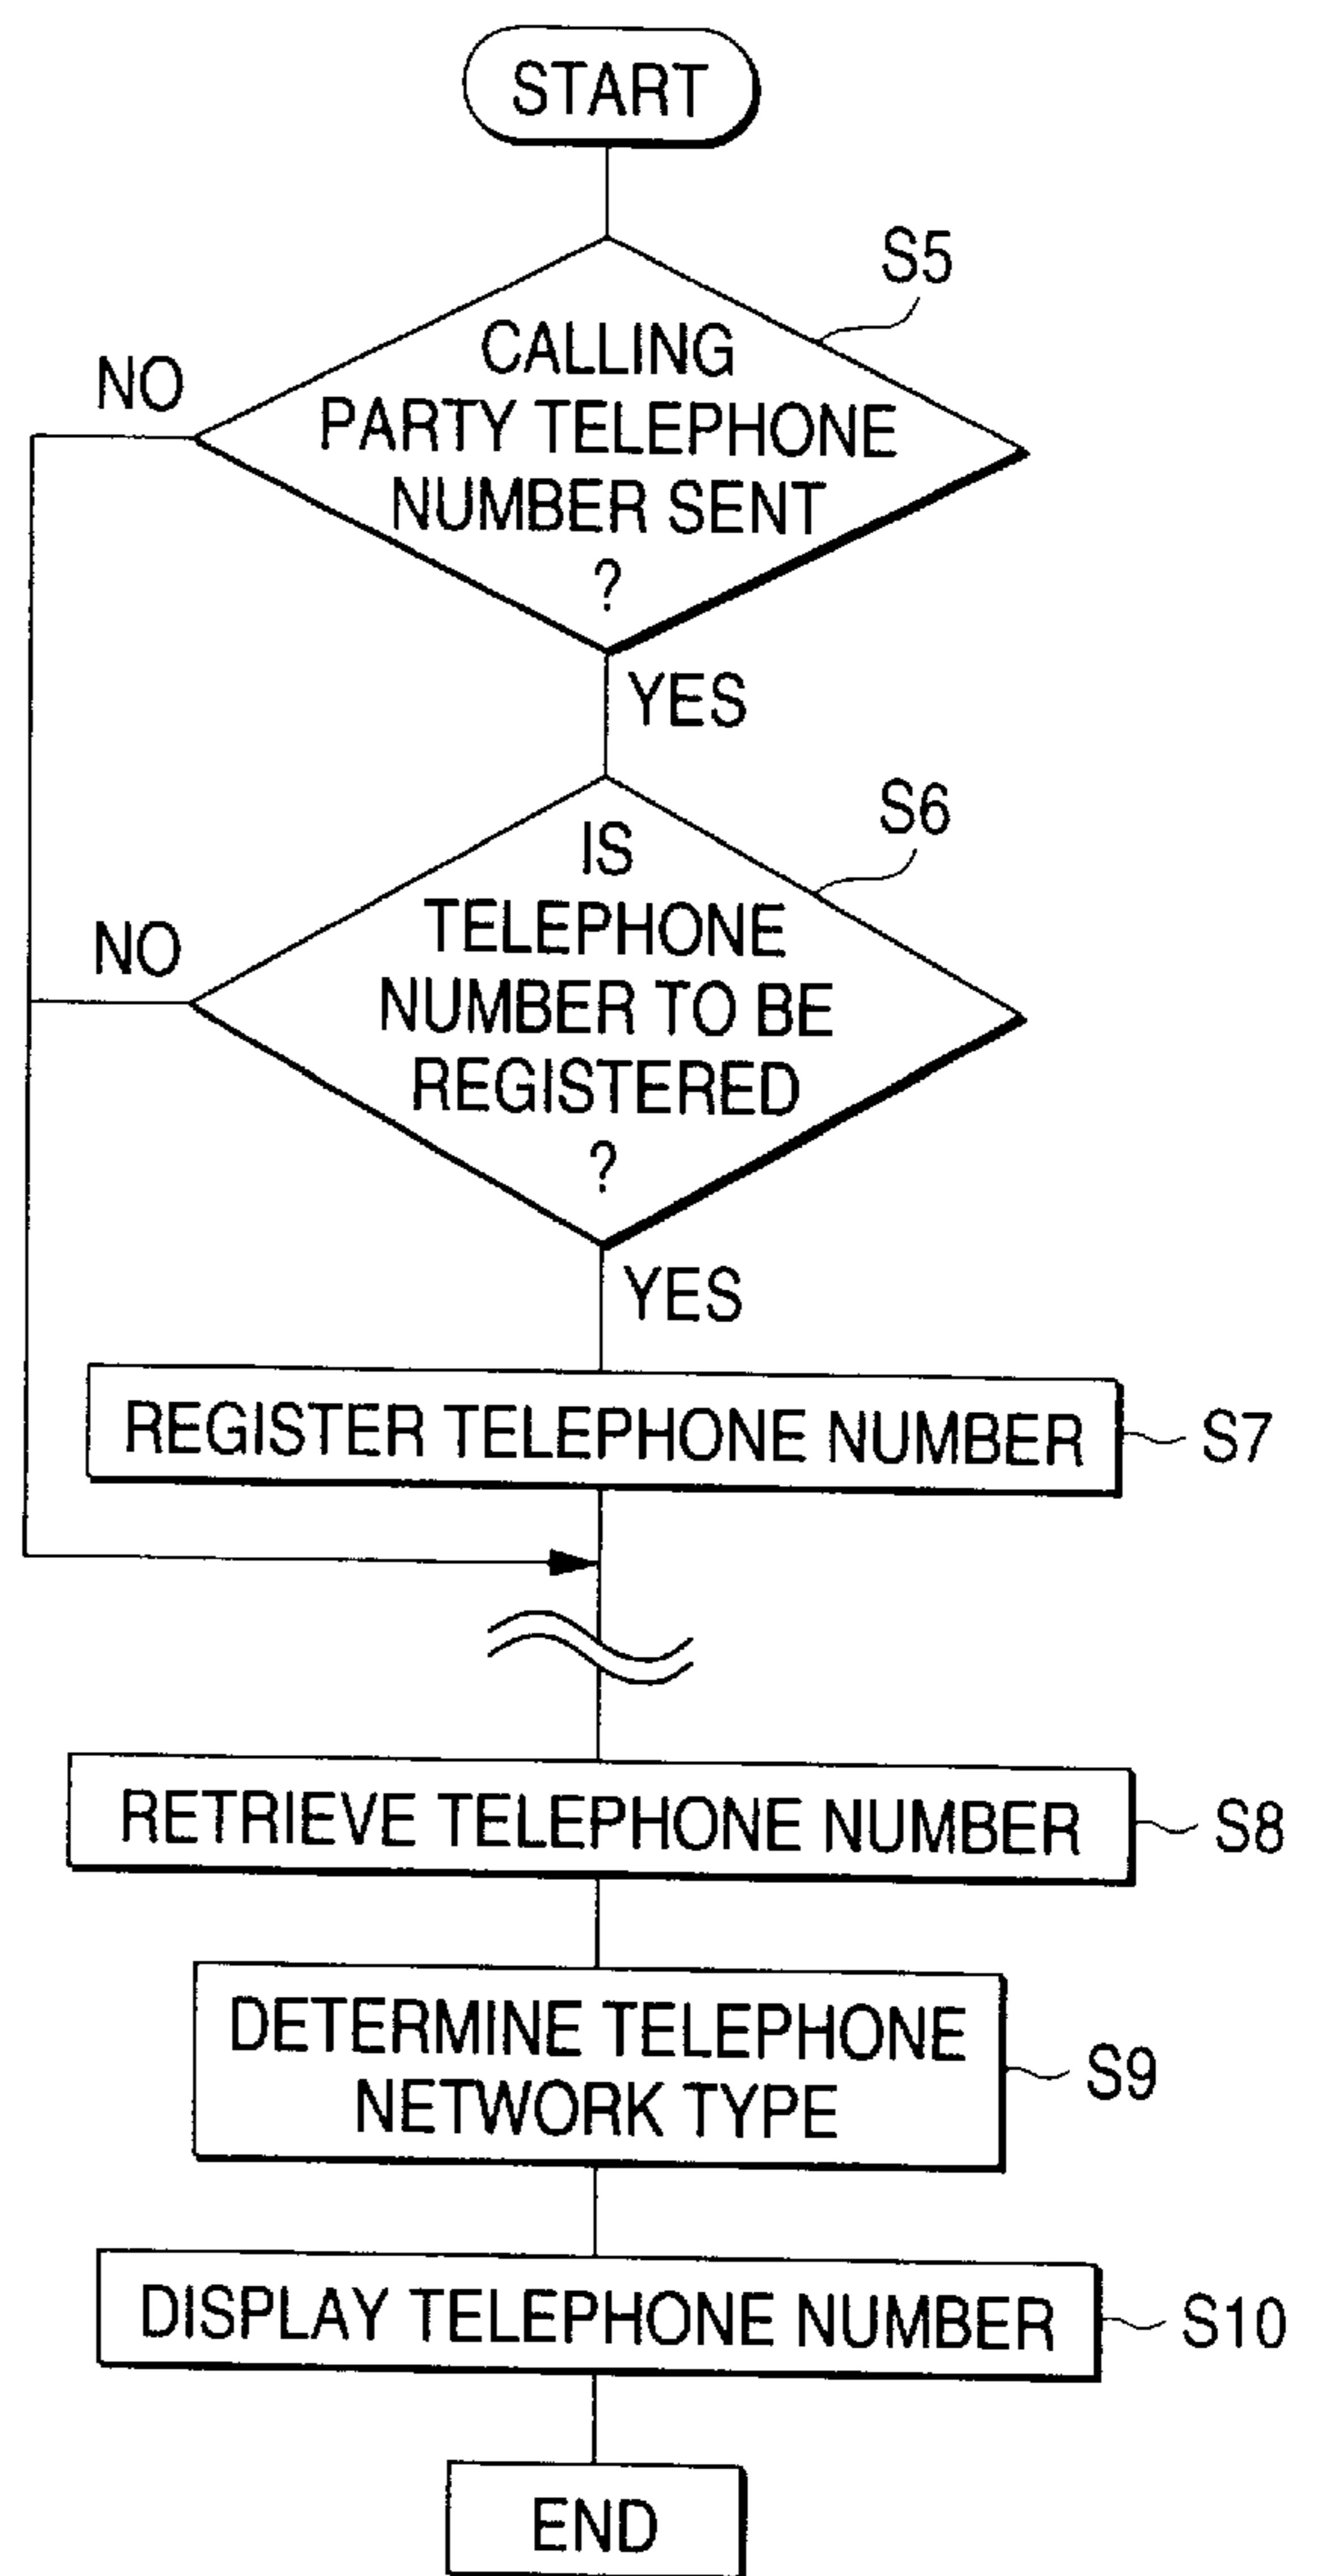 START
S5
CALLING
PARTY TELEPHONE
NUMBER SENT
?
NO
YES
S6
IS
TELEPHONE
NUMBER TO BE
REGISTERED
?
NO
YES
REGISTER TELEPHONE NUMBER
S7
RETRIEVE TELEPHONE NUMBER
S8
DETERMINE TELEPHONE
NETWORK TYPE
S9
DISPLAY TELEPHONE NUMBER
S10
END